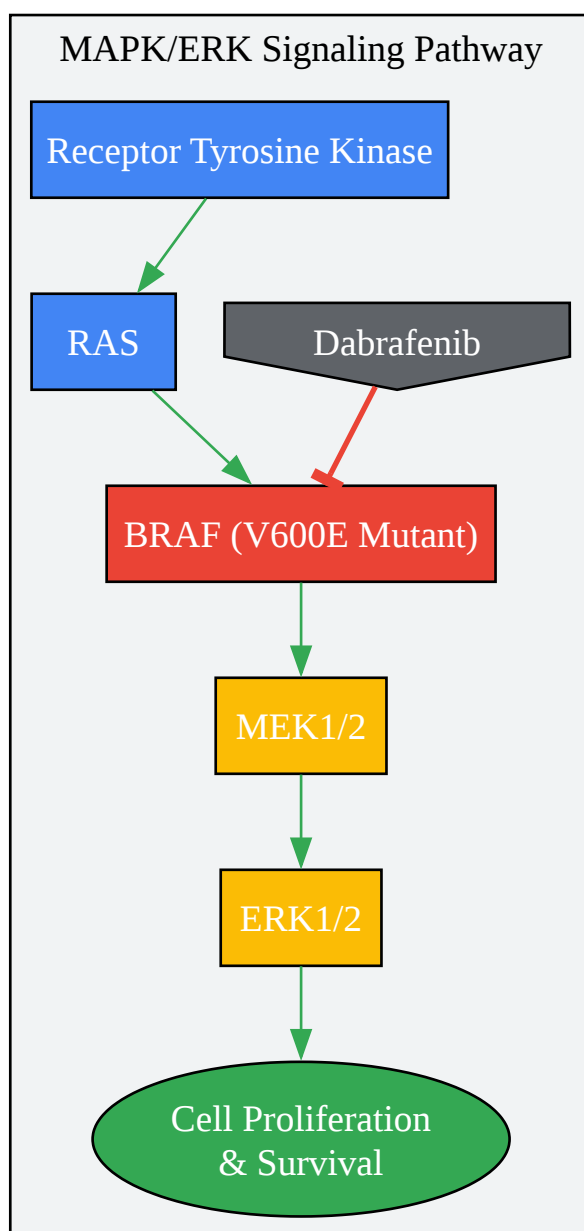 MAPK/ERK Signaling Pathway
Receptor Tyrosine Kinase
RAS
Dabrafenib
BRAF (V600E Mutant)
MEK1/2
ERK1/2
Cell Proliferation
& Survival